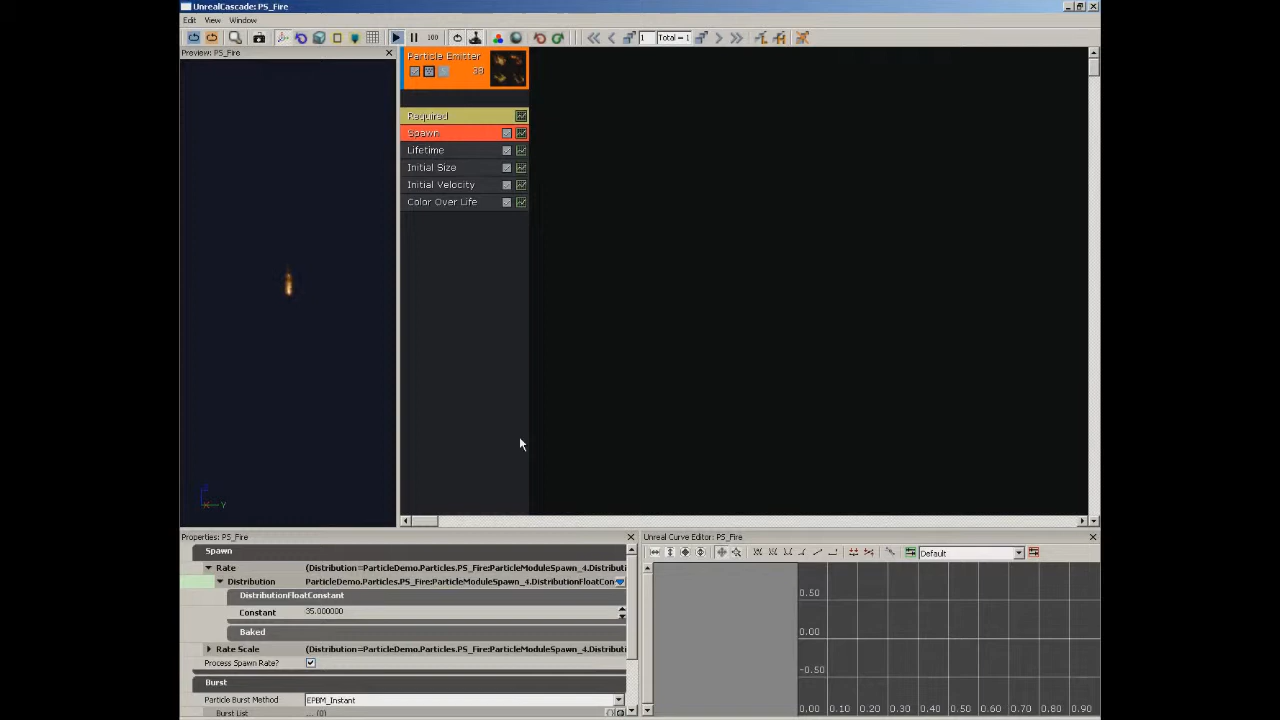 UnrealCascade: PS_Fire
Edit View Window
100 1 Total = 1
Preview: PS_Fire
Particle Emitter
38
Required
Spawn
Lifetime
Initial Size
Initial Velocity
Color Over Life
Y
Properties: PS_Fire
Spawn
Rate (Distribution=ParticleDemo.Particles.PS_Fire:ParticleModuleSpawn_4.Distributi
Distribution ParticleDemo.Particles.PS_Fire:ParticleModuleSpawn_4.DistributionFloatCon
DistributionFloatConstant
Constant 35.000000
Baked
Rate Scale (Distribution=ParticleDemo.Particles.PS_Fire:ParticleModuleSpawn_4.Distributi
Process Spawn Rate?
Burst
Particle Burst Method EPBM_Instant
Burst List ... (0)
Unreal Curve Editor: PS_Fire
Default
0.50
0.00
-0.50
0.00 0.10 0.20 0.30 0.40 0.50 0.60 0.70 0.80 0.90